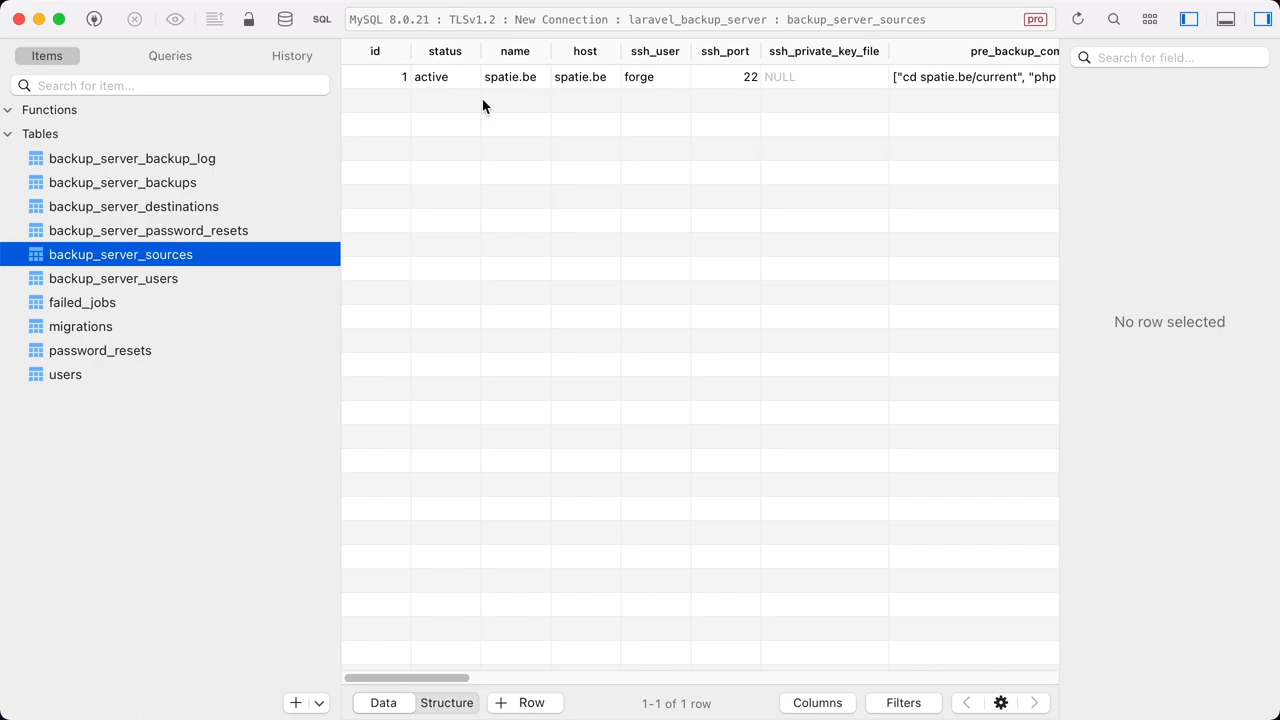 SQL
MySQL 8.0.21 : TLSv1.2 : New Connection : laravel_backup_server : backup_server_sources
pro
Items
Queries
History
Search for item...
Functions
Tables
backup_server_backup_log
backup_server_backups
backup_server_destinations
backup_server_password_resets
backup_server_sources
backup_server_users
failed_jobs
migrations
password_resets
users
id status name host ssh_user ssh_port ssh_private_key_file pre_backup_com
1 active spatie.be spatie.be forge 22 NULL ["cd spatie.be/current", "php
Search for field...
No row selected
Data
Structure
Row
1-1 of 1 row
Columns
Filters